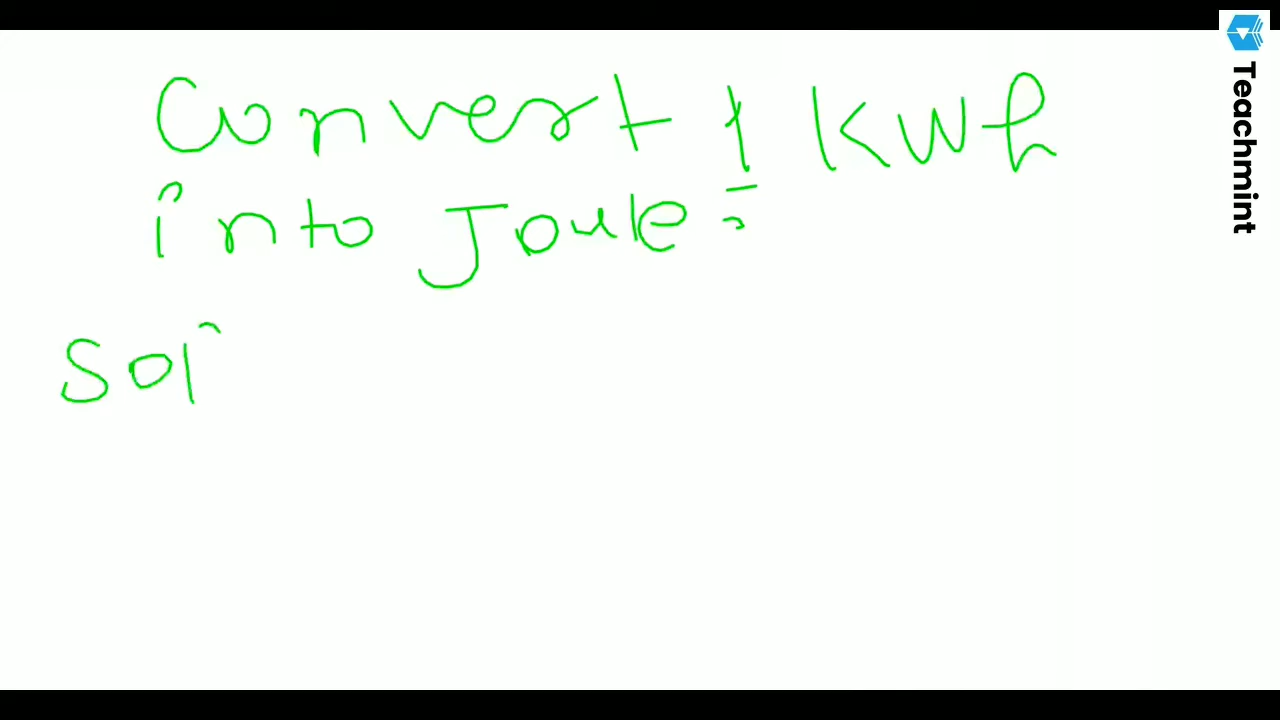 Convert 1 Kwh
into Joule :
Sol^
Teachmint